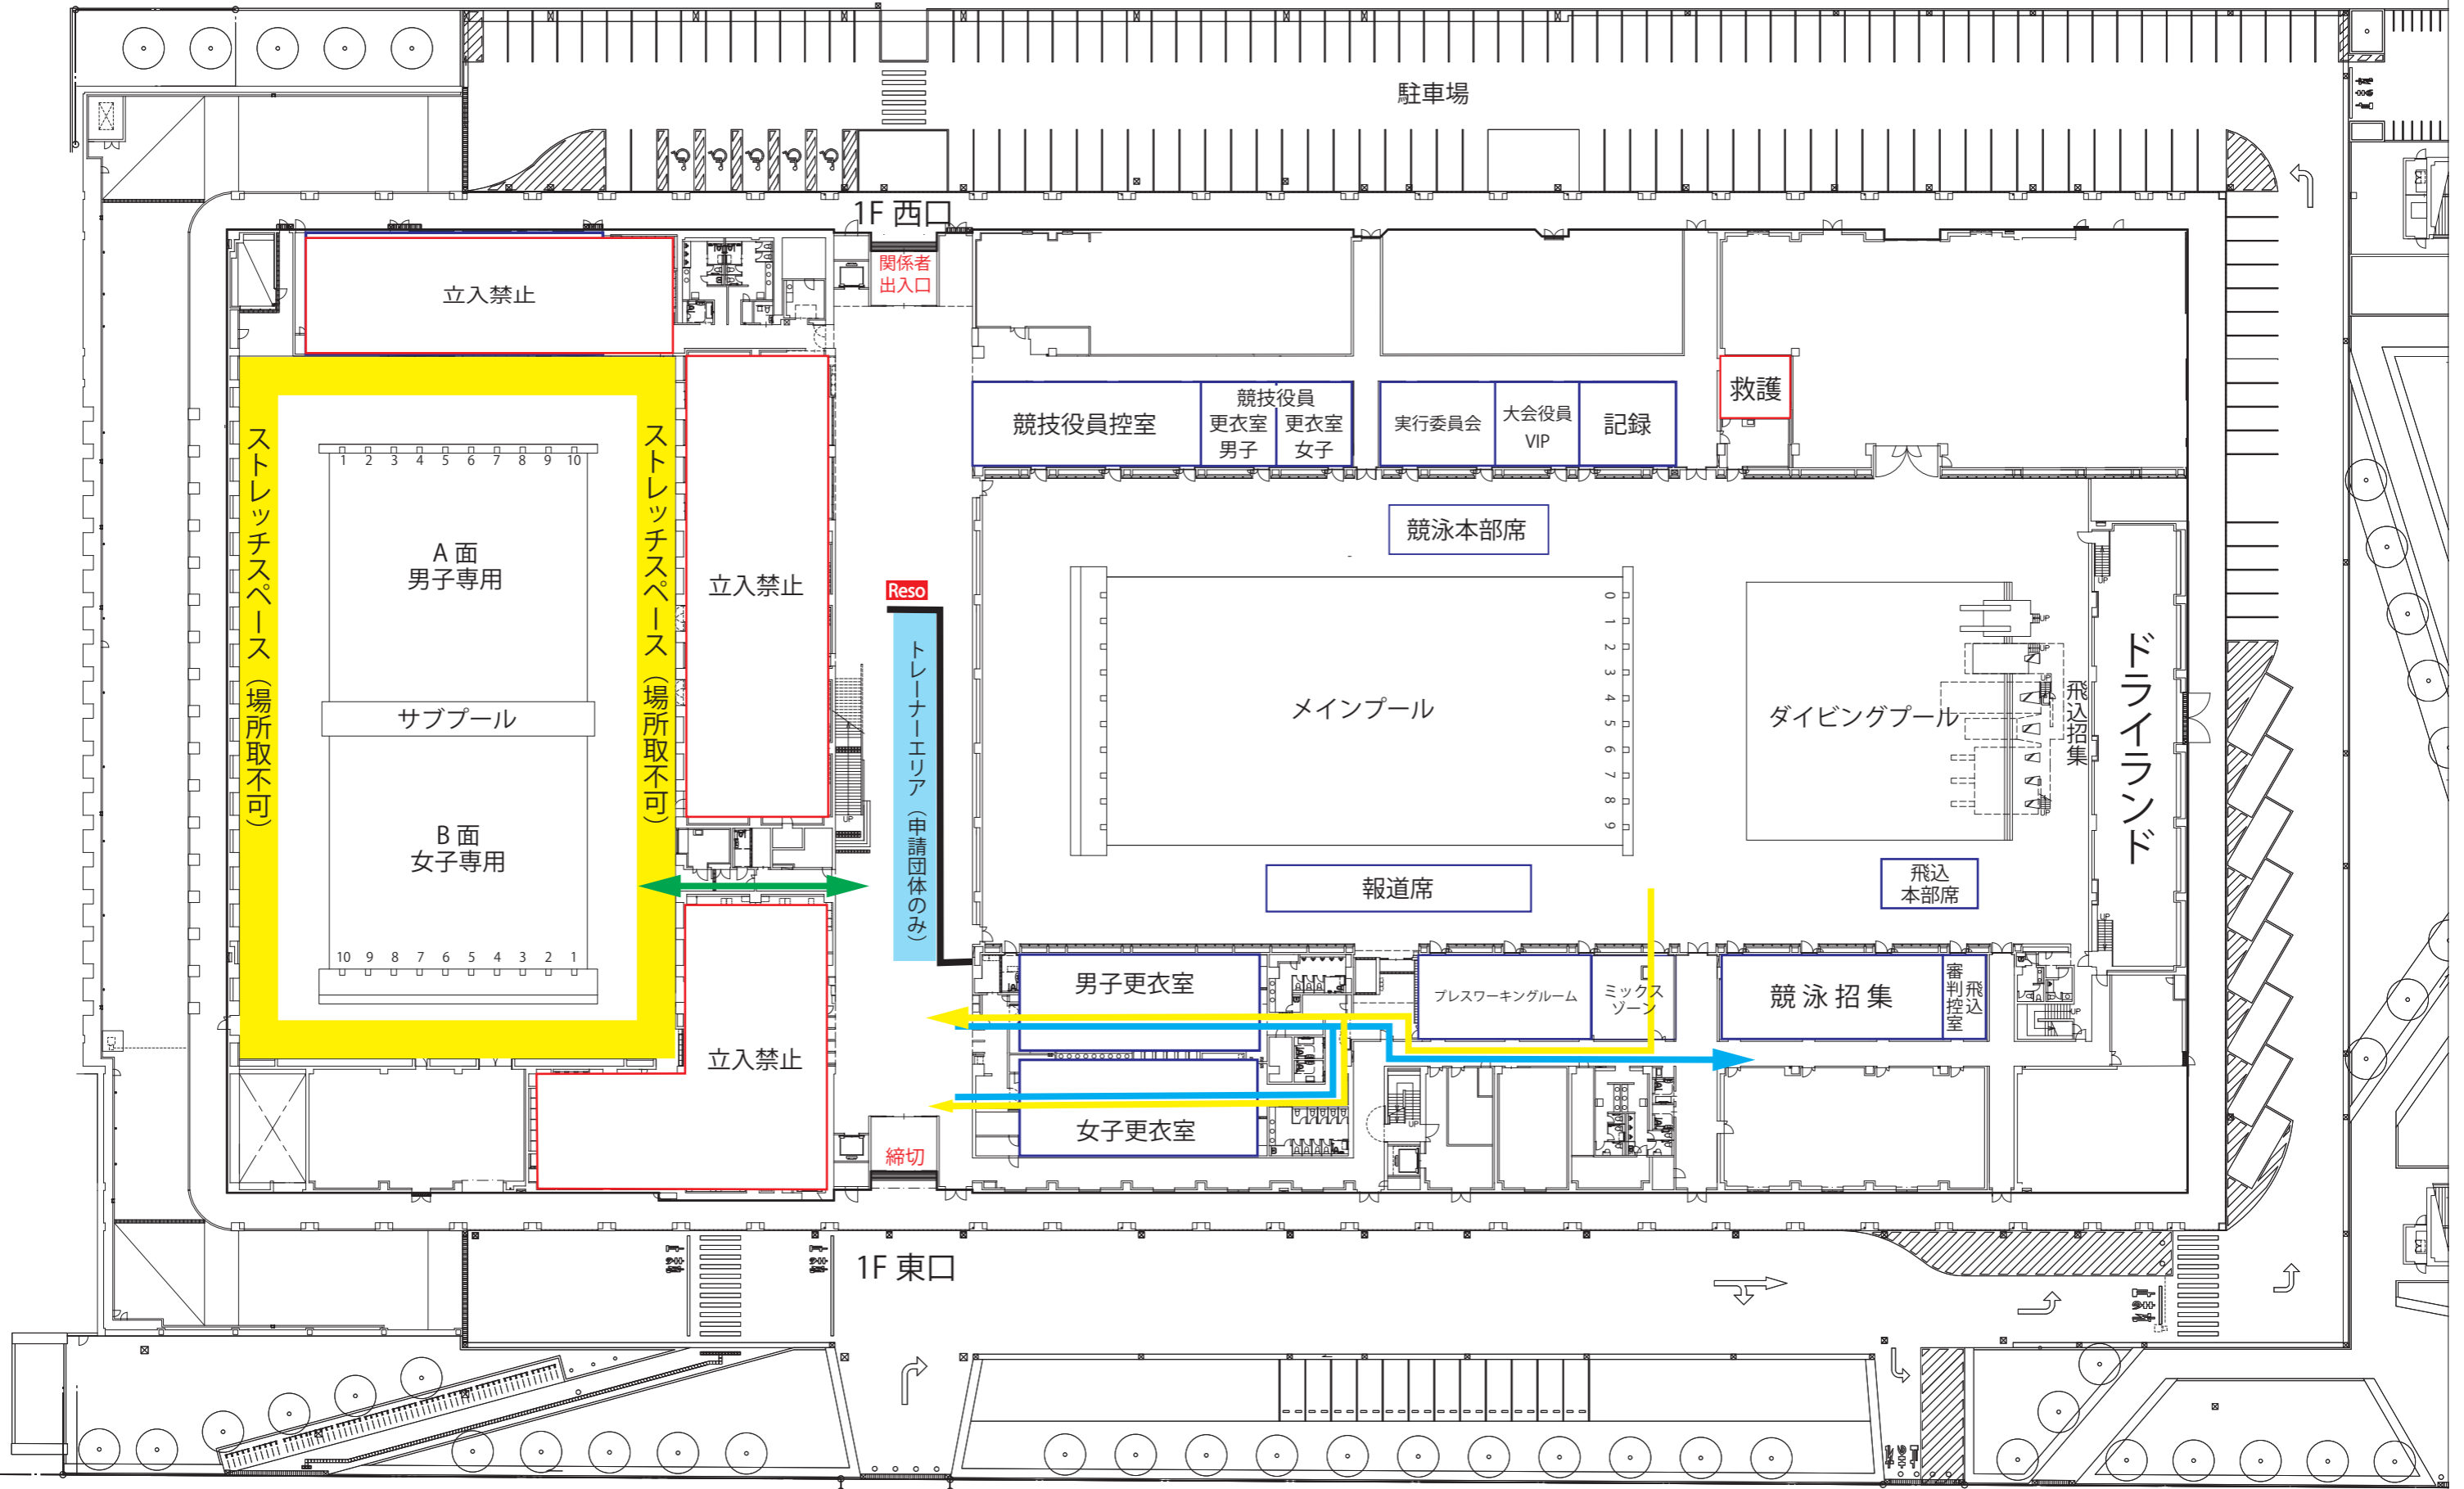 駐車場
1F 西口
関係者
出入口
立入禁止
競技役員控室
競技役員
更衣室
男子
更衣室
女子
実行委員会
大会役員
VIP
記録
救護
ストレッチスペース（場所取不可）
ストレッチスペース（場所取不可）
1 2 3 4 5 6 7 8 9 10
A 面
男子専用
サブプール
B 面
女子専用
10 9 8 7 6 5 4 3 2 1
立入禁止
UP
Reso
トレーナーエリア（申請団体のみ）
競泳本部席
メインプール
0
1
2
3
4
5
6
7
8
9
ダイビングプール
UP
UP
UP
UP
UP
飛込招集
ドライランド
報道席
飛込
本部席
UP
男子更衣室
プレスワーキングルーム
ミックス
ゾーン
競 泳 招 集
飛込
審判控室
UP
立入禁止
女子更衣室
UP
締切
1F 東口